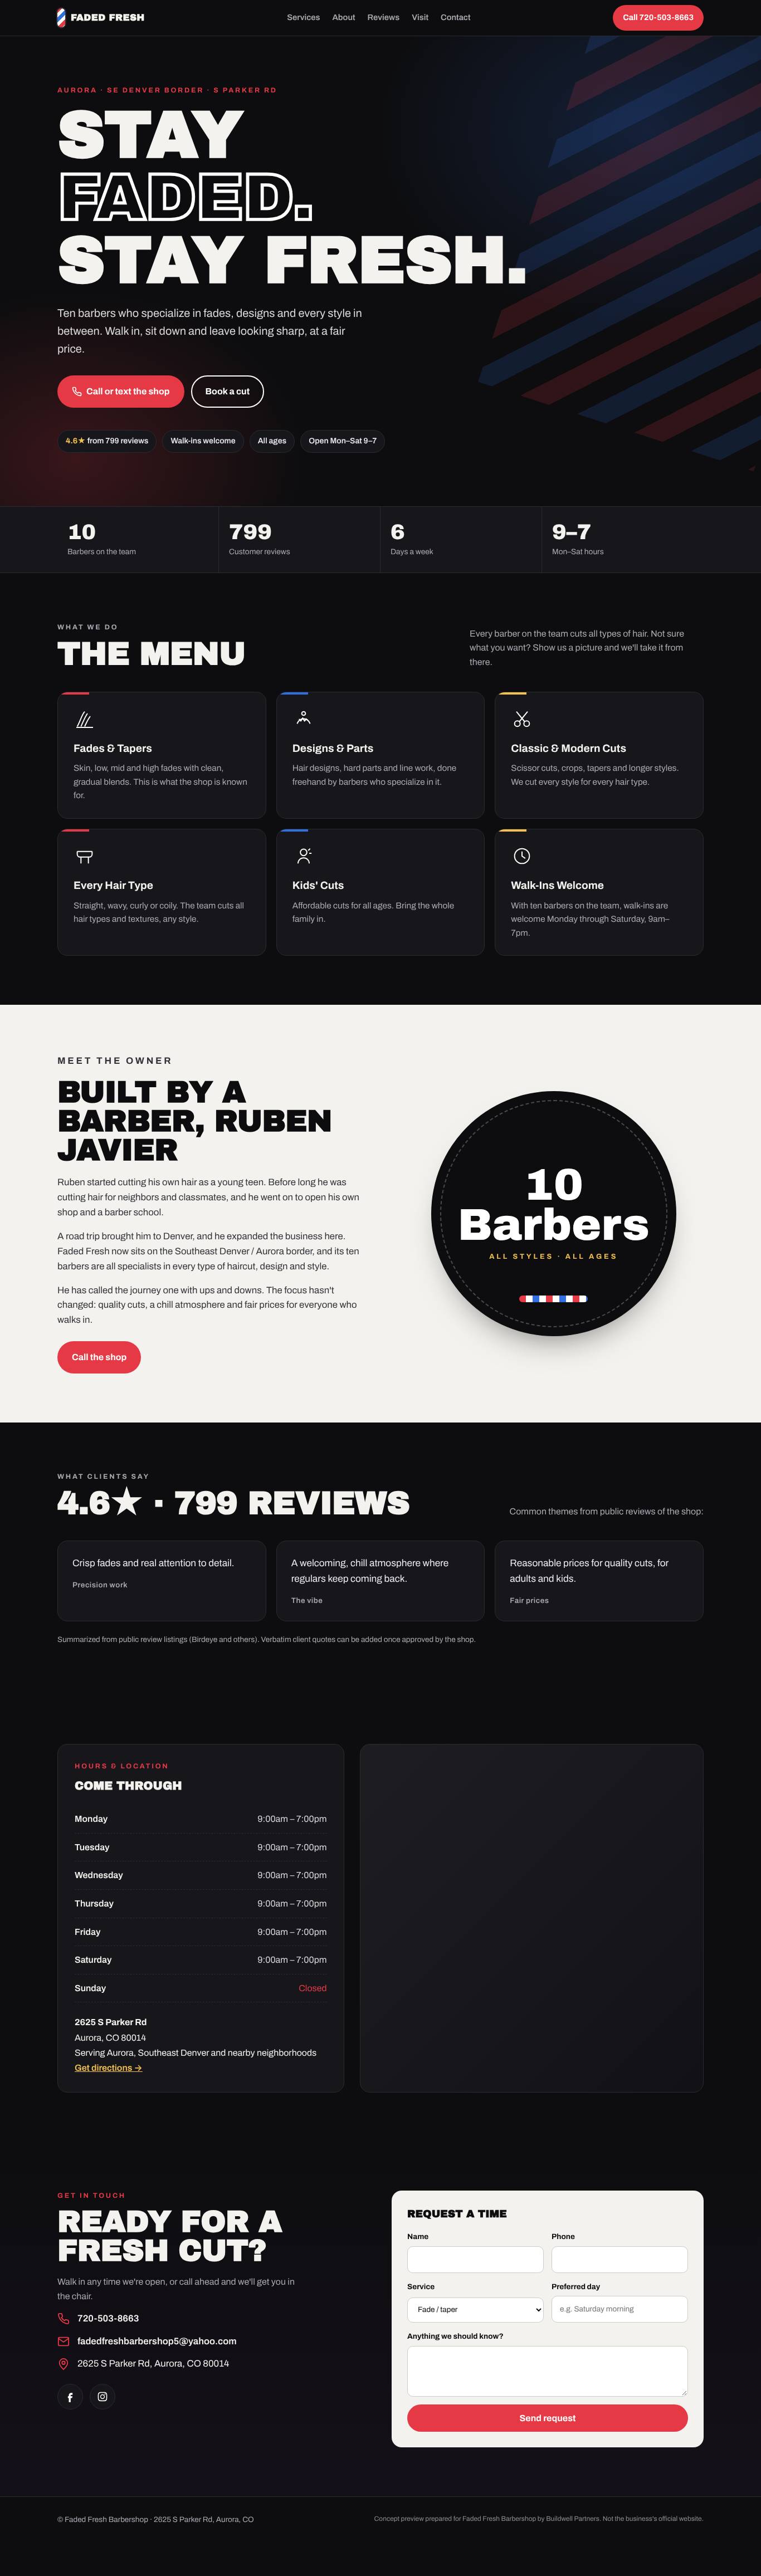 FADED FRESH
Services About Reviews Visit Contact
Call 720-503-8663
AURORA · SE DENVER BORDER · S PARKER RD
STAY
FADED.
STAY FRESH.
Ten barbers who specialize in fades, designs and every style in
between. Walk in, sit down and leave looking sharp, at a fair
price.
Call or text the shop
Book a cut
4.6★ from 799 reviews
Walk-ins welcome
All ages
Open Mon–Sat 9–7
10
Barbers on the team
799
Customer reviews
6
Days a week
9–7
Mon–Sat hours
WHAT WE DO
THE MENU
Every barber on the team cuts all types of hair. Not sure
what you want? Show us a picture and we'll take it from
there.
Fades & Tapers
Skin, low, mid and high fades with clean,
gradual blends. This is what the shop is known
for.
Designs & Parts
Hair designs, hard parts and line work, done
freehand by barbers who specialize in it.
Classic & Modern Cuts
Scissor cuts, crops, tapers and longer styles.
We cut every style for every hair type.
Every Hair Type
Straight, wavy, curly or coily. The team cuts all
hair types and textures, any style.
Kids' Cuts
Affordable cuts for all ages. Bring the whole
family in.
Walk-Ins Welcome
With ten barbers on the team, walk-ins are
welcome Monday through Saturday, 9am–
7pm.
MEET THE OWNER
BUILT BY A
BARBER, RUBEN
JAVIER
Ruben started cutting his own hair as a young teen. Before long he was
cutting hair for neighbors and classmates, and he went on to open his own
shop and a barber school.
A road trip brought him to Denver, and he expanded the business here.
Faded Fresh now sits on the Southeast Denver / Aurora border, and its ten
barbers are all specialists in every type of haircut, design and style.
He has called the journey one with ups and downs. The focus hasn't
changed: quality cuts, a chill atmosphere and fair prices for everyone who
walks in.
Call the shop
10
Barbers
ALL STYLES · ALL AGES
WHAT CLIENTS SAY
4.6★ · 799 REVIEWS
Common themes from public reviews of the shop:
Crisp fades and real attention to detail.
Precision work
A welcoming, chill atmosphere where
regulars keep coming back.
The vibe
Reasonable prices for quality cuts, for
adults and kids.
Fair prices
Summarized from public review listings (Birdeye and others). Verbatim client quotes can be added once approved by the shop.
HOURS & LOCATION
COME THROUGH
Monday 9:00am – 7:00pm
Tuesday 9:00am – 7:00pm
Wednesday 9:00am – 7:00pm
Thursday 9:00am – 7:00pm
Friday 9:00am – 7:00pm
Saturday 9:00am – 7:00pm
Sunday Closed
2625 S Parker Rd
Aurora, CO 80014
Serving Aurora, Southeast Denver and nearby neighborhoods
Get directions →
GET IN TOUCH
READY FOR A
FRESH CUT?
Walk in any time we're open, or call ahead and we'll get you in
the chair.
720-503-8663
fadedfreshbarbershop5@yahoo.com
2625 S Parker Rd, Aurora, CO 80014
REQUEST A TIME
Name
Phone
Service
Preferred day
Fade / taper
e.g. Saturday morning
Anything we should know?
Send request
© Faded Fresh Barbershop · 2625 S Parker Rd, Aurora, CO
Concept preview prepared for Faded Fresh Barbershop by Buildwell Partners. Not the business's official website.